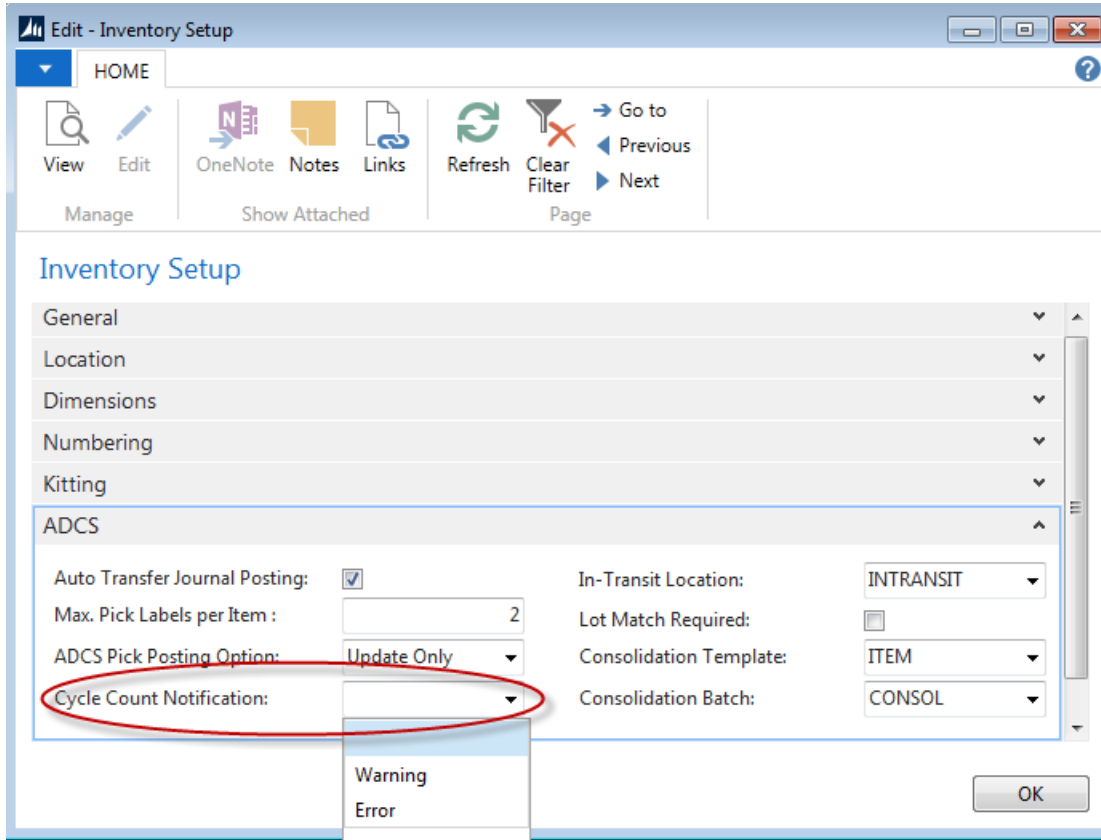 Edit - Inventory Setup
HOME
View
Edit
OneNote
Notes
Links
Refresh
Clear
Filter
Go to
Previous
Next
Manage
Show Attached
Page
Inventory Setup
General
Location
Dimensions
Numbering
Kitting
ADCS
Auto Transfer Journal Posting:
In-Transit Location: INTRANSIT
Max. Pick Labels per Item : 2
Lot Match Required:
ADCS Pick Posting Option: Update Only
Consolidation Template: ITEM
Cycle Count Notification:
Consolidation Batch: CONSOL
Warning
Error
OK